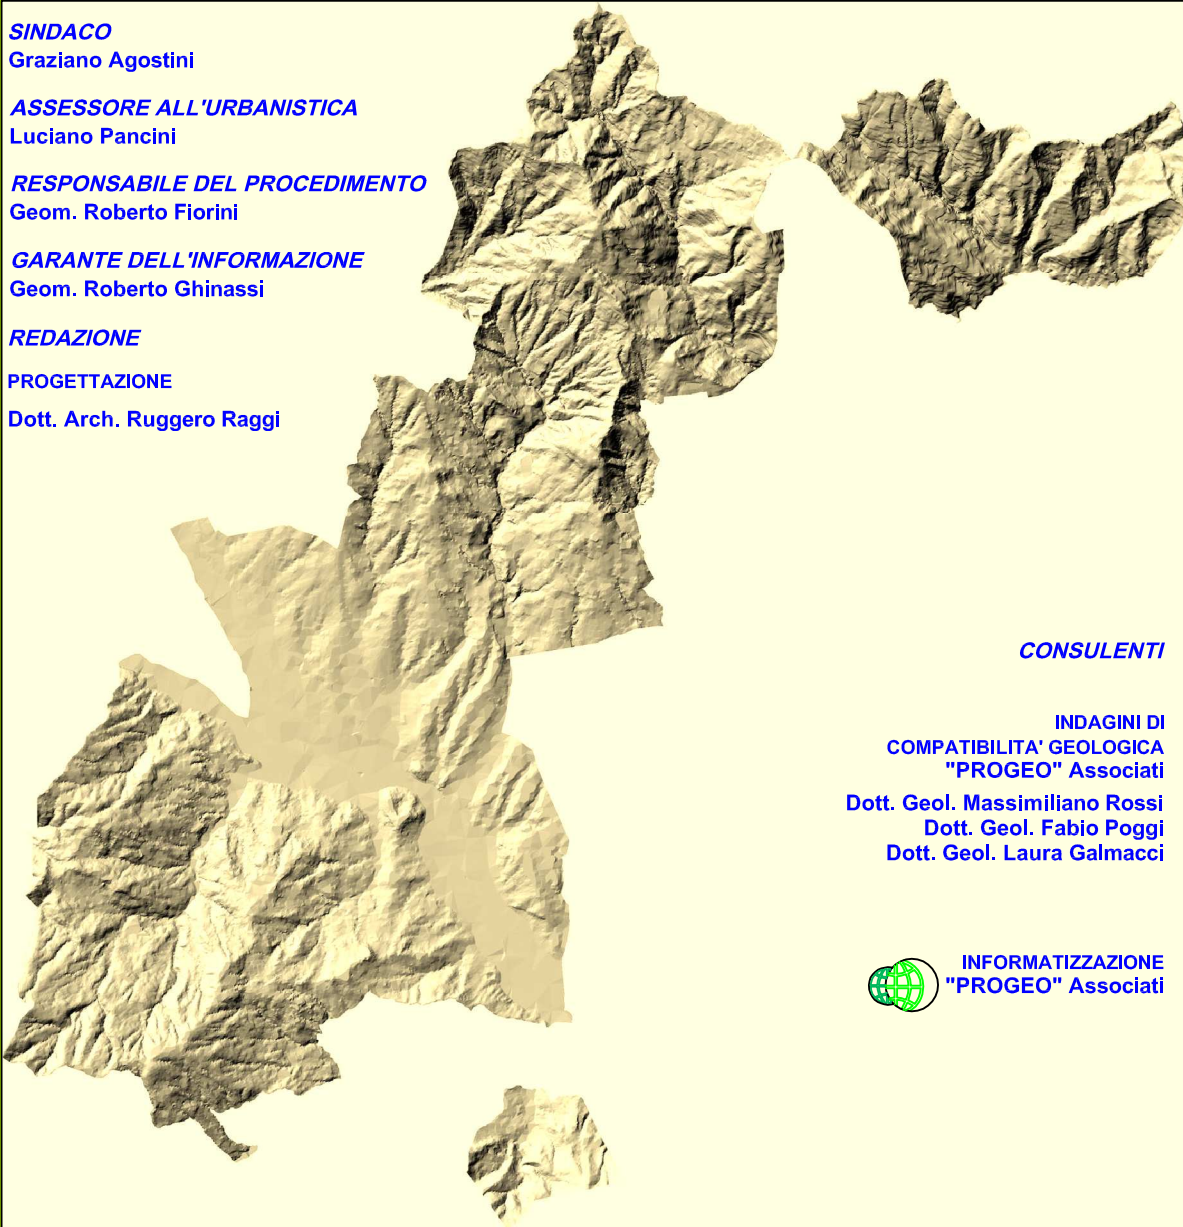 SINDACO
Graziano Agostini
ASSESSORE ALL'URBANISTICA
Luciano Pancini
RESPONSABILE DEL PROCEDIMENTO
Geom. Roberto Fiorini
GARANTE DELL'INFORMAZIONE
Geom. Roberto Ghinassi
REDAZIONE
PROGETTAZIONE
Dott. Arch. Ruggero Raggi
CONSULENTI
INDAGINI DI
COMPATIBILITA' GEOLOGICA
"PROGEO" Associati
Dott. Geol. Massimiliano Rossi
Dott. Geol. Fabio Poggi
Dott. Geol. Laura Galmacci
INFORMATIZZAZIONE
"PROGEO" Associati